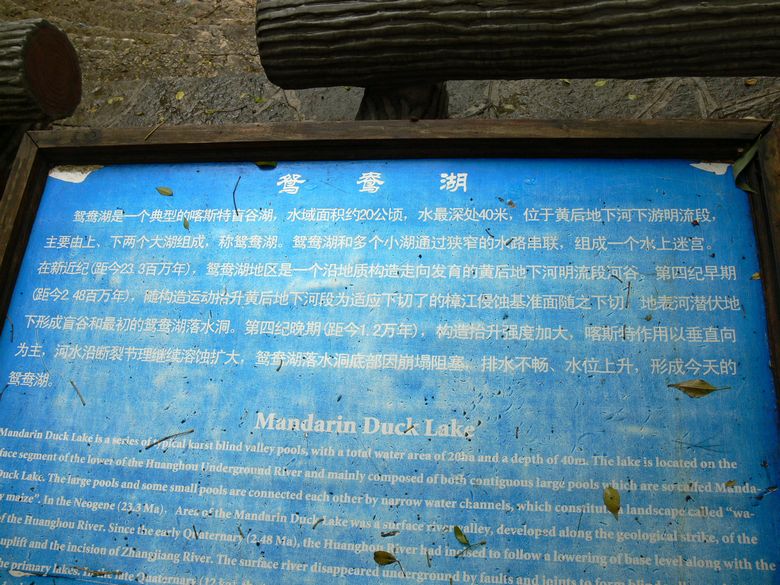 鸳鸯湖
鸳鸯湖是一个典型的喀斯特盲谷湖，水域面积约20公顷，水最深处40米，位于黄后地下河下游明流段，
主要由上、下两个大湖组成，称鸳鸯湖。鸳鸯湖和多个小湖通过狭窄的水路串联，组成一个水上迷宫。
在新近纪(距今23.3百万年)，鸳鸯湖地区是一个沿地质构造走向发育的黄后地下河明流段河谷。第四纪早期
(距今2.48百万年)，随构造运动抬升黄后地下河段为适应下切了的樟江侵蚀基准面随之下切，地表河潜伏地
下形成盲谷和最初的鸳鸯湖落水洞。第四纪晚期(距今1.2万年)，构造抬升强度加大，喀斯特作用以垂直向
为主，河水沿断裂节理继续溶蚀扩大，鸳鸯湖落水洞底部因崩塌阻塞，排水不畅、水位上升，形成今天的
鸳鸯湖。
Mandarin Duck Lake
Mandarin Duck Lake is a series of typical karst blind valley pools, with a total water area of 20ha and a depth of 40m. The lake is located on the
face segment of the lower of the Huanghou Underground River and mainly composed of both contiguous large pools which are so called Manda-
Duck Lake. The large pools and some small pools are connected each other by narrow water channels, which constitute a landscape called "wa-
y maize". In the Neogene (23.3 Ma), Area of the Mandarin Duck Lake was a surface river valley, developed along the geological strike, of the
of the Huanghou River. Since the early Quaternary (2.48 Ma), the Huanghou River had incised to follow a lowering of base level along with the
uplift and the incision of Zhangjiang River. The surface river disappeared underground by faults and joints to form blind
the primary lakes. In the late Quaternary